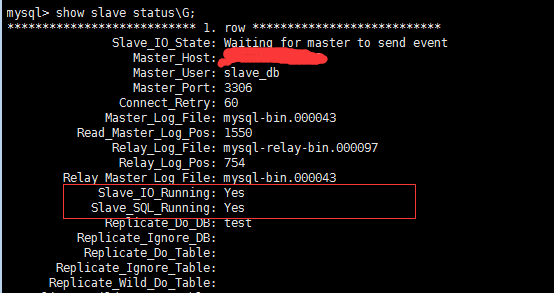 mysql> show slave status\G;
*************************** 1. row ***************************
Slave_IO_State: Waiting for master to send event
Master_Host:
Master_User: slave_db
Master_Port: 3306
Connect_Retry: 60
Master_Log_File: mysql-bin.000043
Read_Master_Log_Pos: 1550
Relay_Log_File: mysql-relay-bin.000097
Relay_Log_Pos: 754
Relay_Master_Log_File: mysql-bin.000043
Slave_IO_Running: Yes
Slave_SQL_Running: Yes
Replicate_Do_DB: test
Replicate_Ignore_DB:
Replicate_Do_Table:
Replicate_Ignore_Table:
Replicate_Wild_Do_Table: